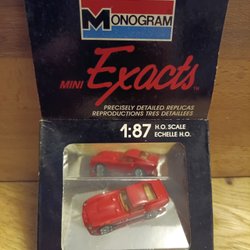 MONOGRAM
MINI Exacts
PRECISELY DETAILED REPLICAS
REPRODUCTIONS TRES DETAILLEES
1:87 H.O. SCALE
ECHELLE H.O.